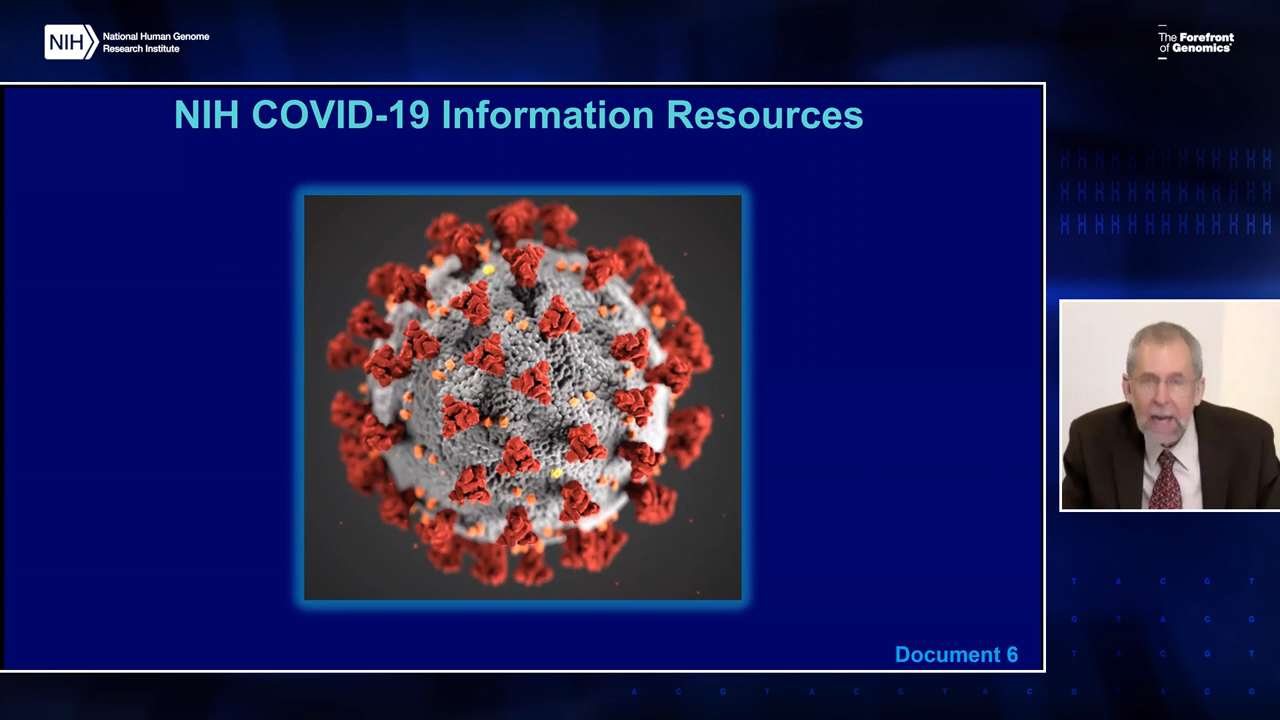 NIH
National Human Genome
Research Institute
The Forefront
of Genomics®
NIH COVID-19 Information Resources
Document 6
T A C G T
G T A C G
T T A C G T
A C G T A C G T A C G T A C G